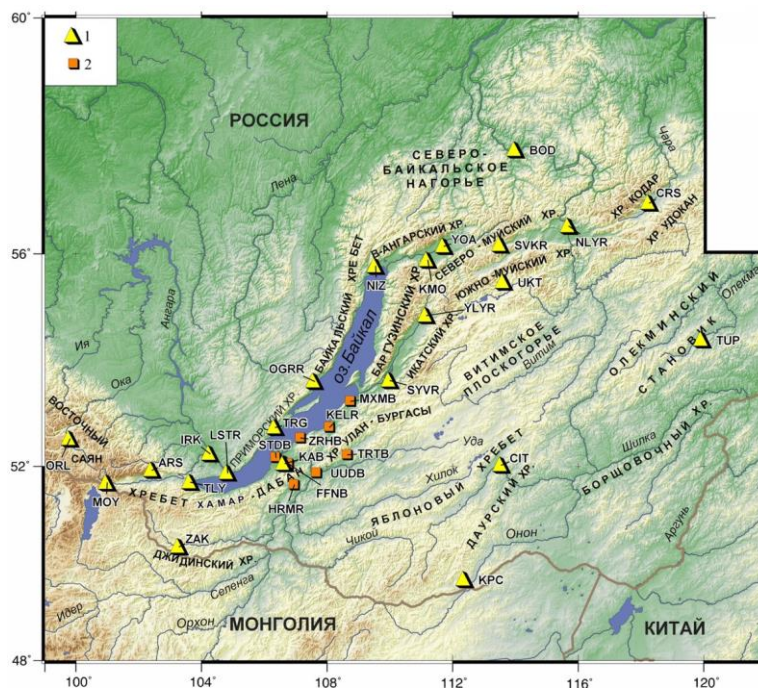 60°
1
2
РОССИЯ
Чара
Лена
СЕВЕРО-
БАЙКАЛЬСКОЕ
НАГОРЬЕ
BOD
CRS
ХР. КОДАР
ХР. УДОКАН
56°
В-АНГАРСКИЙ ХР.
YOA
СЕВЕРО-МУЙСКИЙ ХР.
SVKR
NLYR
NIZ
KMO
ЮЖНО-МУЙСКИЙ ХР.
UKT
YLYR
Ангара
БАЙКАЛЬСКИЙ ХРЕБЕТ
оз.Байкал
БАРГУЗИНСКИЙ ХР.
ИКАТСКИЙ ХР.
ВИТИМСКОЕ
ПЛОСКОГОРЬЕ
Витим
ОЛЕКМИНСКИЙ
СТАНОВИК
Олекма
TUP
Ия
Ока
OGRR
SYVR
MXMB
ВОСТОЧНЫЙ
САЯН
ORL
IRK
LSTR
ПРИМОРСКИЙ ХР.
TRG
KELR
STDB
ZRHB
ХР. УЛАН-БУРГАСЫ
TRTB
Уда
Шилка
52°
MOY
ARS
TLY
KAB
UUDB
FFNB
HRMR
ХРЕБЕТ ХАМАР-ДАБАН
Хилок
ЯБЛОНОВЫЙ ХРЕБЕТ
CIT
ДАУРСКИЙ ХР.
БОРЩОВОЧНЫЙ ХР.
ZAK
ДЖИДИНСКИЙ ХР.
Чикой
Онон
Аргунь
Селенга
KPC
Идер
Орхон
МОНГОЛИЯ
КИТАЙ
48°
100°
104°
108°
112°
116°
120°